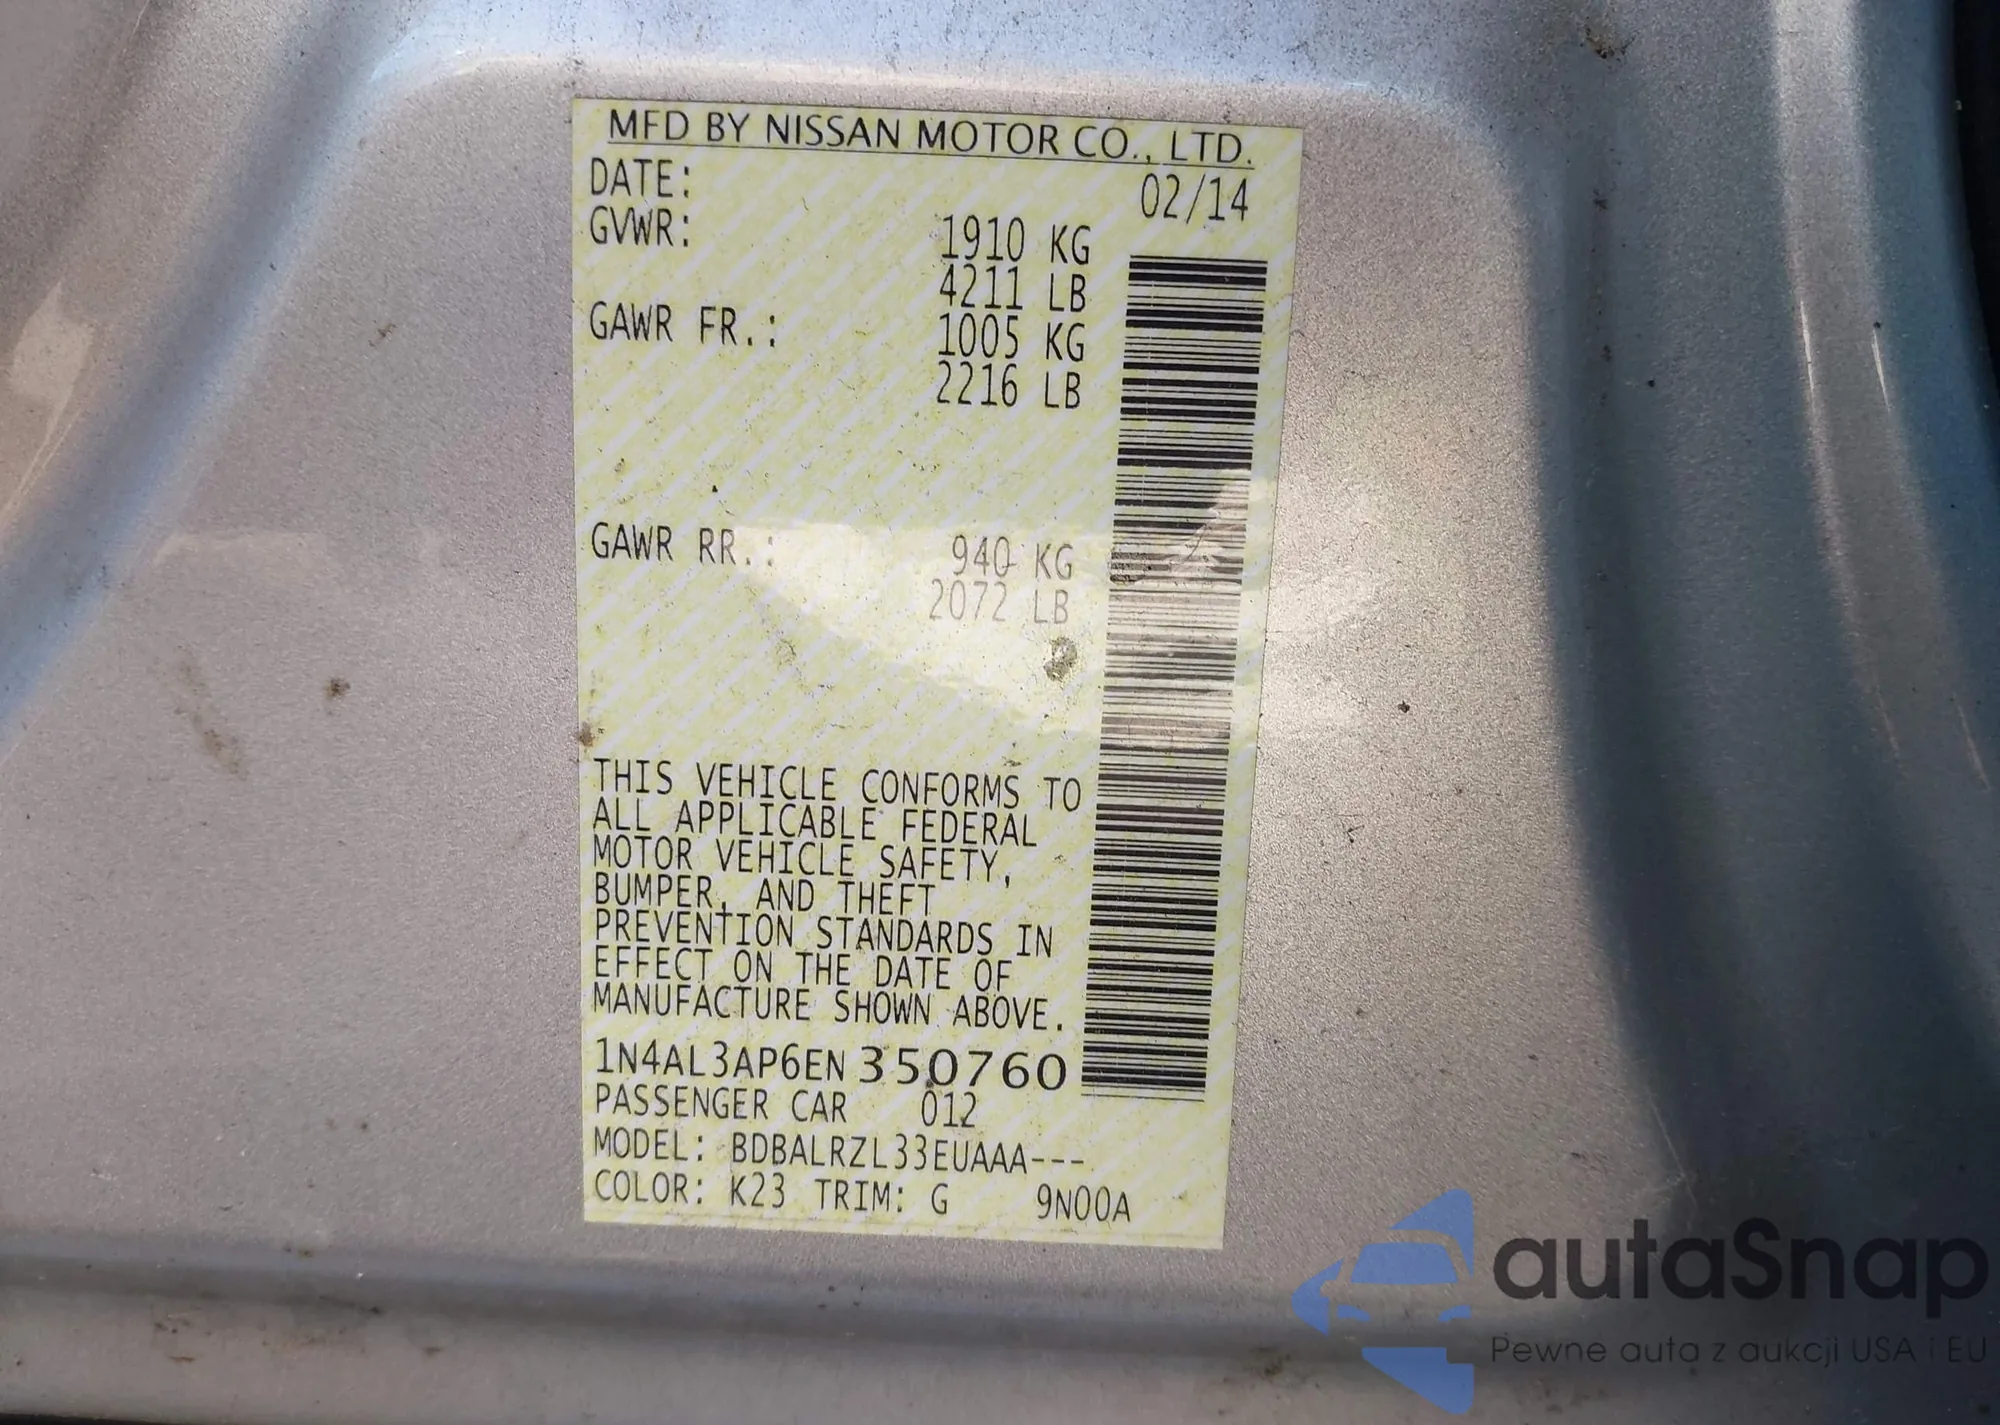 MFD BY NISSAN MOTOR CO., LTD.
DATE: 02/14
GVWR: 1910 KG
4211 LB
GAWR FR.: 1005 KG
2216 LB
GAWR RR.: 940 KG
2072 LB
THIS VEHICLE CONFORMS TO
ALL APPLICABLE FEDERAL
MOTOR VEHICLE SAFETY,
BUMPER, AND THEFT
PREVENTION STANDARDS IN
EFFECT ON THE DATE OF
MANUFACTURE SHOWN ABOVE.
1N4AL3AP6EN350760
PASSENGER CAR 012
MODEL: BDBALRZL33EUAAA---
COLOR: K23 TRIM: G 9N00A
autaSnap
Pewne auta z aukcji USA i EU